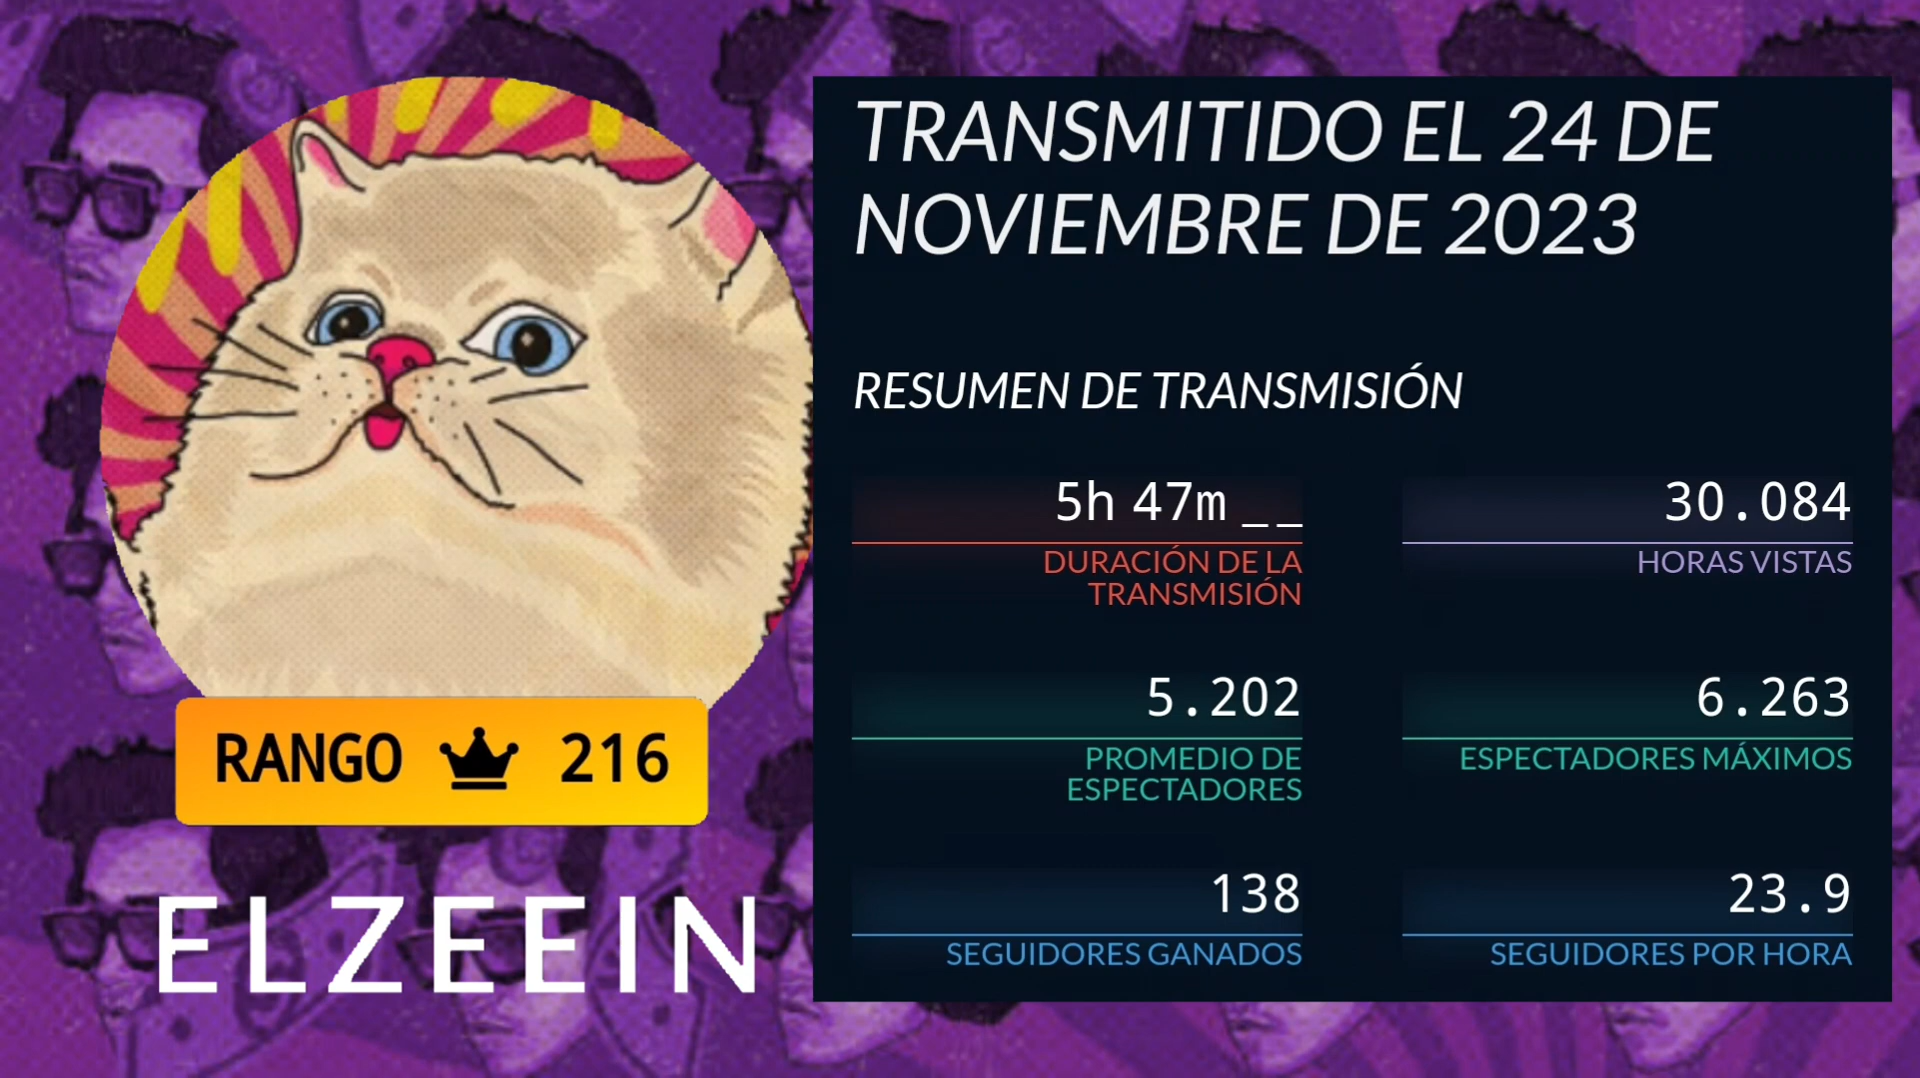 TRANSMITIDO EL 24 DE
NOVIEMBRE DE 2023
RESUMEN DE TRANSMISIÓN
5h 47m _ _
DURACIÓN DE LA
TRANSMISIÓN
30.084
HORAS VISTAS
5.202
PROMEDIO DE
ESPECTADORES
6.263
ESPECTADORES MÁXIMOS
138
SEGUIDORES GANADOS
23.9
SEGUIDORES POR HORA
RANGO 216
ELZEEIN